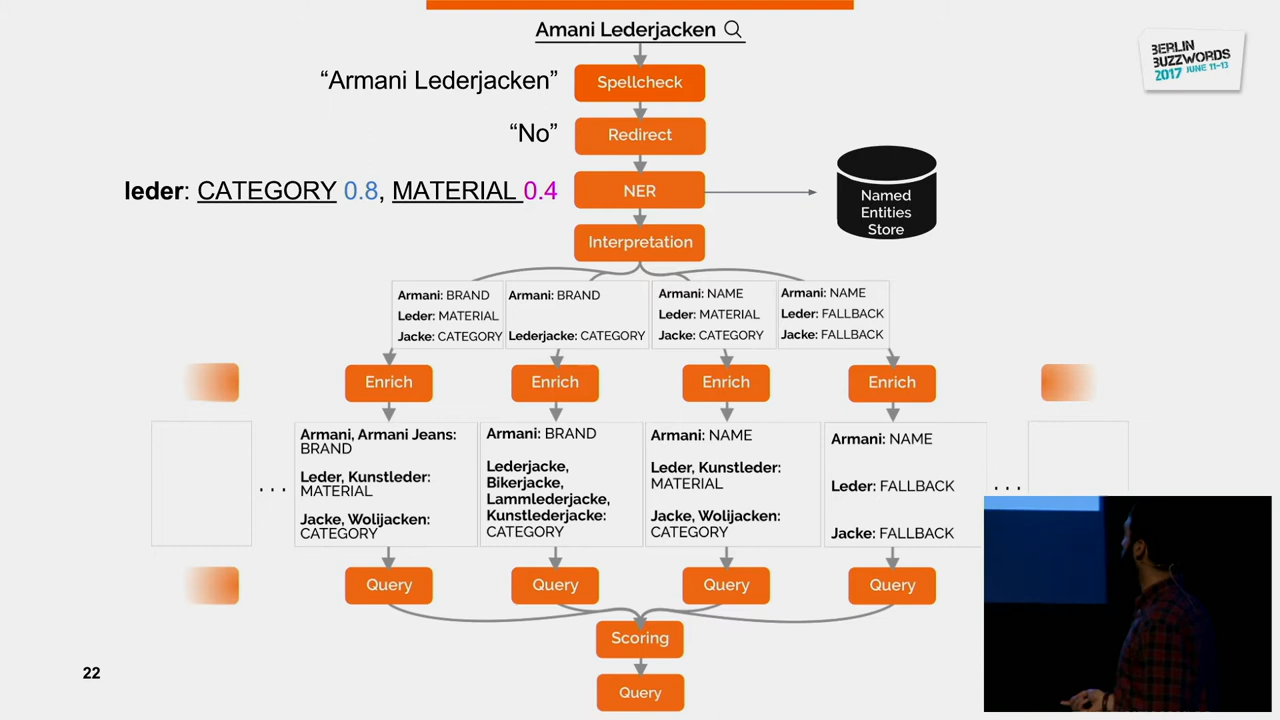 Amani Lederjacken
BERLIN
BUZZWORDS
2017 JUNE 11-13
“Armani Lederjacken”
Spellcheck
“No”
Redirect
leder: CATEGORY 0.8, MATERIAL 0.4
NER
Named
Entities
Store
Interpretation
Armani: BRAND
Leder: MATERIAL
Jacke: CATEGORY
Armani: BRAND
Lederjacke: CATEGORY
Armani: NAME
Leder: MATERIAL
Jacke: CATEGORY
Armani: NAME
Leder: FALLBACK
Jacke: FALLBACK
Enrich
Enrich
Enrich
Enrich
Armani, Armani Jeans:
BRAND
Leder, Kunstleder:
MATERIAL
Jacke, Wolijacken:
CATEGORY
Armani: BRAND
Lederjacke,
Bikerjacke,
Lammlederjacke,
Kunstlederjacke:
CATEGORY
Armani: NAME
Leder, Kunstleder:
MATERIAL
Jacke, Wolijacken:
CATEGORY
Armani: NAME
Leder: FALLBACK
Jacke: FALLBACK
. . .
. . .
Query
Query
Query
Query
Scoring
Query
22